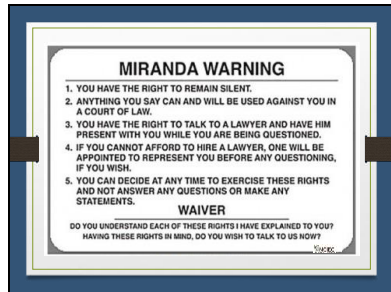 MIRANDA WARNING
1. YOU HAVE THE RIGHT TO REMAIN SILENT.
2. ANYTHING YOU SAY CAN AND WILL BE USED AGAINST YOU IN
A COURT OF LAW.
3. YOU HAVE THE RIGHT TO TALK TO A LAWYER AND HAVE HIM
PRESENT WITH YOU WHILE YOU ARE BEING QUESTIONED.
4. IF YOU CANNOT AFFORD TO HIRE A LAWYER, ONE WILL BE
APPOINTED TO REPRESENT YOU BEFORE ANY QUESTIONING,
IF YOU WISH.
5. YOU CAN DECIDE AT ANY TIME TO EXERCISE THESE RIGHTS
AND NOT ANSWER ANY QUESTIONS OR MAKE ANY
STATEMENTS.
WAIVER
DO YOU UNDERSTAND EACH OF THESE RIGHTS I HAVE EXPLAINED TO YOU?
HAVING THESE RIGHTS IN MIND, DO YOU WISH TO TALK TO US NOW?